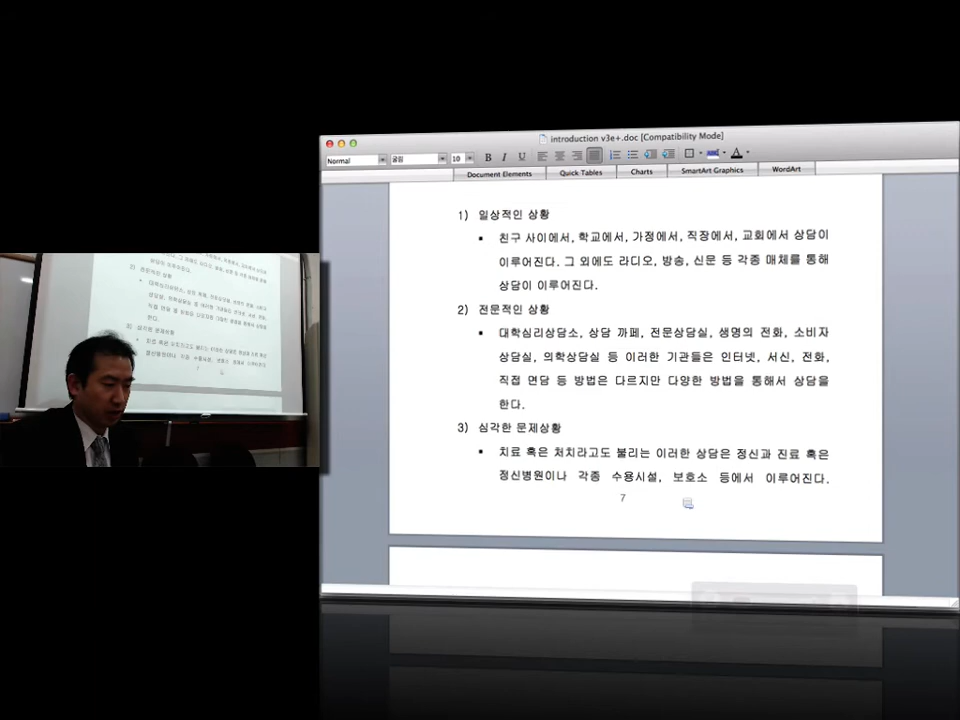 introduction v3e+.doc [Compatibility Mode]
Normal 굴림 10 B I U A
Document Elements Quick Tables Charts SmartArt Graphics WordArt
1) 일상적인 상황
▪ 친구 사이에서, 학교에서, 가정에서, 직장에서, 교회에서 상담이
이루어진다. 그 외에도 라디오, 방송, 신문 등 각종 매체를 통해
상담이 이루어진다.
2) 전문적인 상황
▪ 대학심리상담소, 상담 까페, 전문상담실, 생명의 전화, 소비자
상담실, 의학상담실 등 이러한 기관들은 인터넷, 서신, 전화,
직접 면담 등 방법은 다르지만 다양한 방법을 통해서 상담을
한다.
3) 심각한 문제상황
▪ 치료 혹은 처치라고도 불리는 이러한 상담은 정신과 진료 혹은
정신병원이나 각종 수용시설, 보호소 등에서 이루어진다.
7